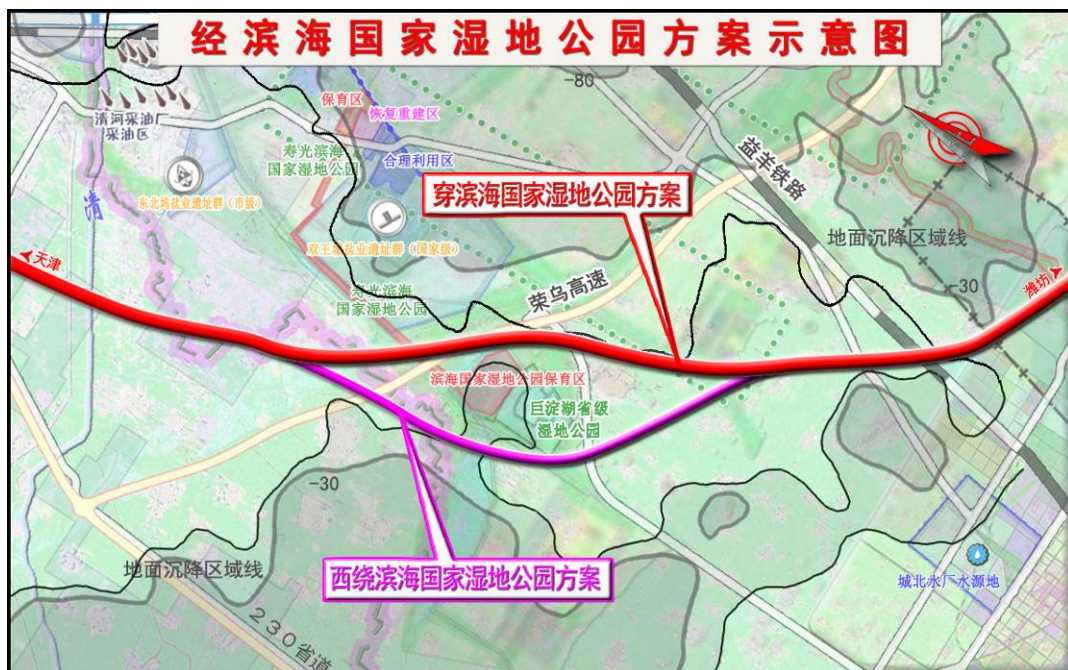 经滨海国家湿地公园方案示意图
-80
保育区
恢复重建区
清河采油厂
采油区
寿光滨海
国家湿地公园
合理利用区
益羊铁路
清
东北坞盐业遗址群（市级）
穿滨海国家湿地公园方案
双王城盐业遗址群（国家级）
地面沉降区域线
天津
寿光滨海
国家湿地公园
荣乌高速
-30
潍坊
滨海国家湿地公园保育区
巨淀湖省级
湿地公园
-30
地面沉降区域线
西绕滨海国家湿地公园方案
城北水厂水源地
230省道